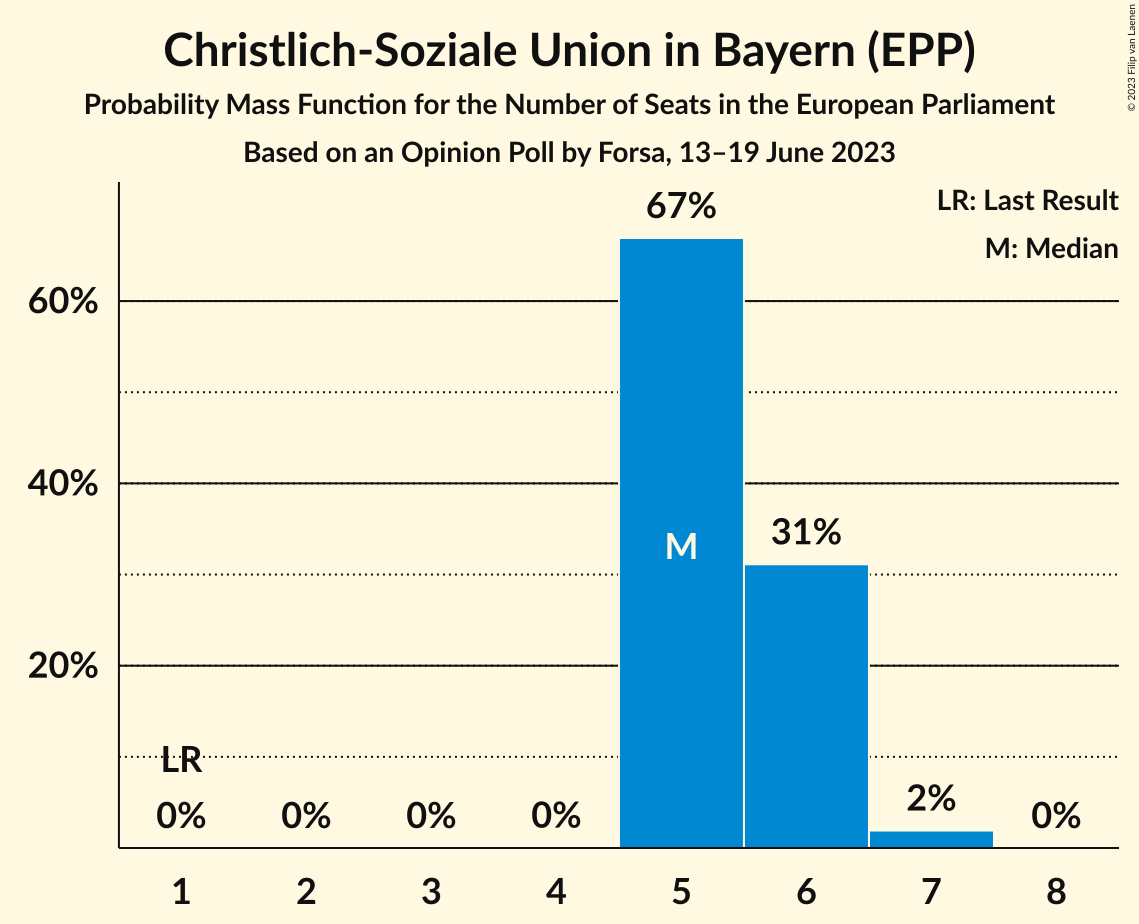 Christlich-Soziale Union in Bayern (EPP)
Probability Mass Function for the Number of Seats in the European Parliament
Based on an Opinion Poll by Forsa, 13–19 June 2023
© 2023 Filip van Laenen
LR: Last Result
M: Median
67%
60%
40%
31%
M
20%
LR
0% 0% 0% 0% 2% 0%
1 2 3 4 5 6 7 8